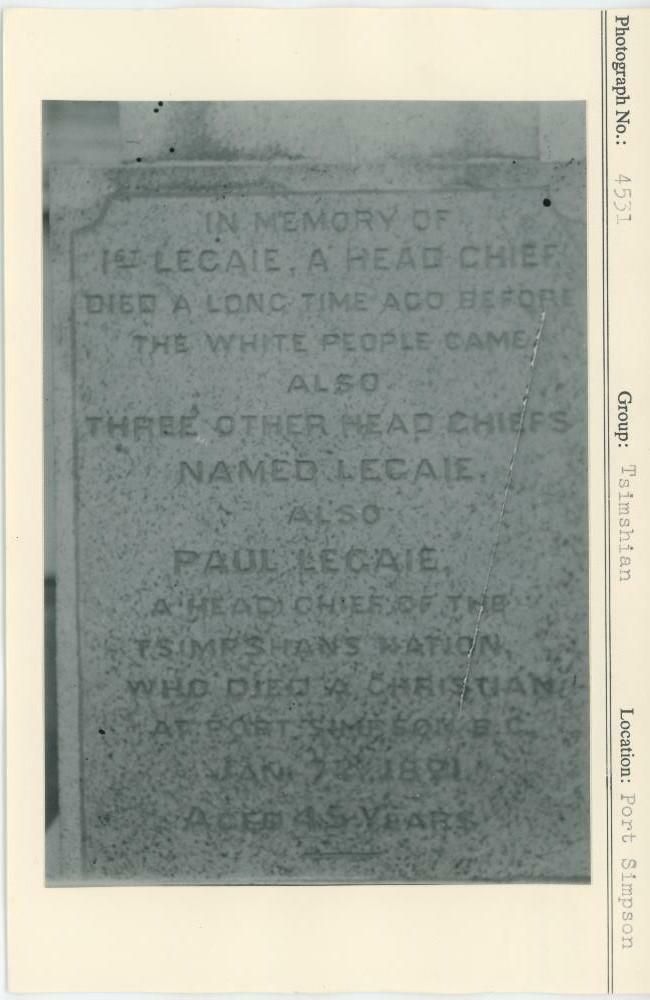 IN MEMORY OF
1ST LEGAIE, A HEAD CHIEF
DIED A LONG TIME AGO BEFORE
THE WHITE PEOPLE CAME
ALSO
THREE OTHER HEAD CHIEFS
NAMED LEGAIE.
ALSO
PAUL LEGAIE,
A HEAD CHIEF OF THE
TSIMPSHANS NATION,
WHO DIED A CHRISTIAN
AT PORT SIMPSON B.C.
JAN. 1891
AGED 45 YEARS
Photograph No.: 4531
Group: Tsimshian
Location: Port Simpson